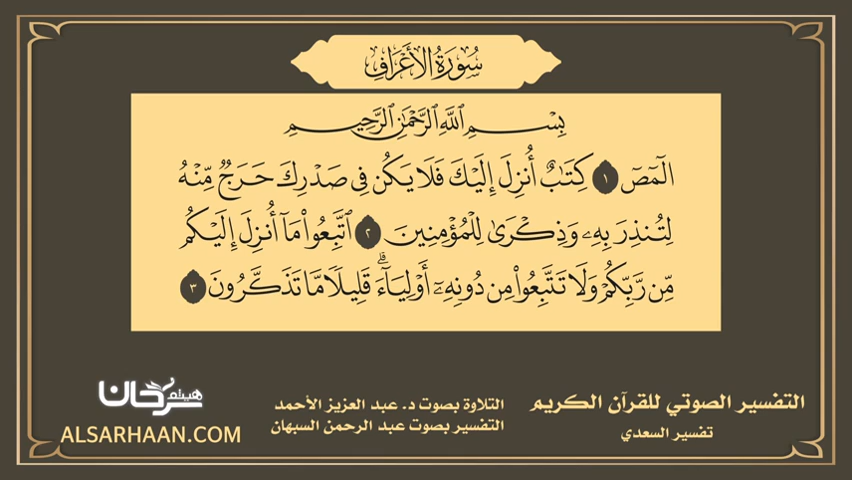 سُورَةُ الأَعْرَافِ
بِسْمِ ٱللَّهِ ٱلرَّحْمَٰنِ ٱلرَّحِيمِ
الٓمٓصٓ ١ كِتَٰبٌ أُنزِلَ إِلَيْكَ فَلَا يَكُن فِى صَدْرِكَ حَرَجٌ مِّنْهُ
لِتُنذِرَ بِهِۦ وَذِكْرَىٰ لِلْمُؤْمِنِينَ ٢ ٱتَّبِعُوا۟ مَآ أُنزِلَ إِلَيْكُم
مِّن رَّبِّكُمْ وَلَا تَتَّبِعُوا۟ مِن دُونِهِۦٓ أَوْلِيَآءَ ۗ قَلِيلًا مَّا تَذَكَّرُونَ ٣
التفسير الصوتي للقرآن الكريم
تفسير السعدي
التلاوة بصوت د. عبد العزيز الأحمد
التفسير بصوت عبد الرحمن السبهان
هيثم سرحان
ALSARHAAN.COM